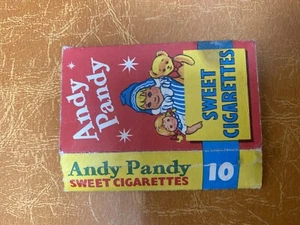 Andy
Pandy
SWEET
CIGARETTES
Andy Pandy
SWEET CIGARETTES
10